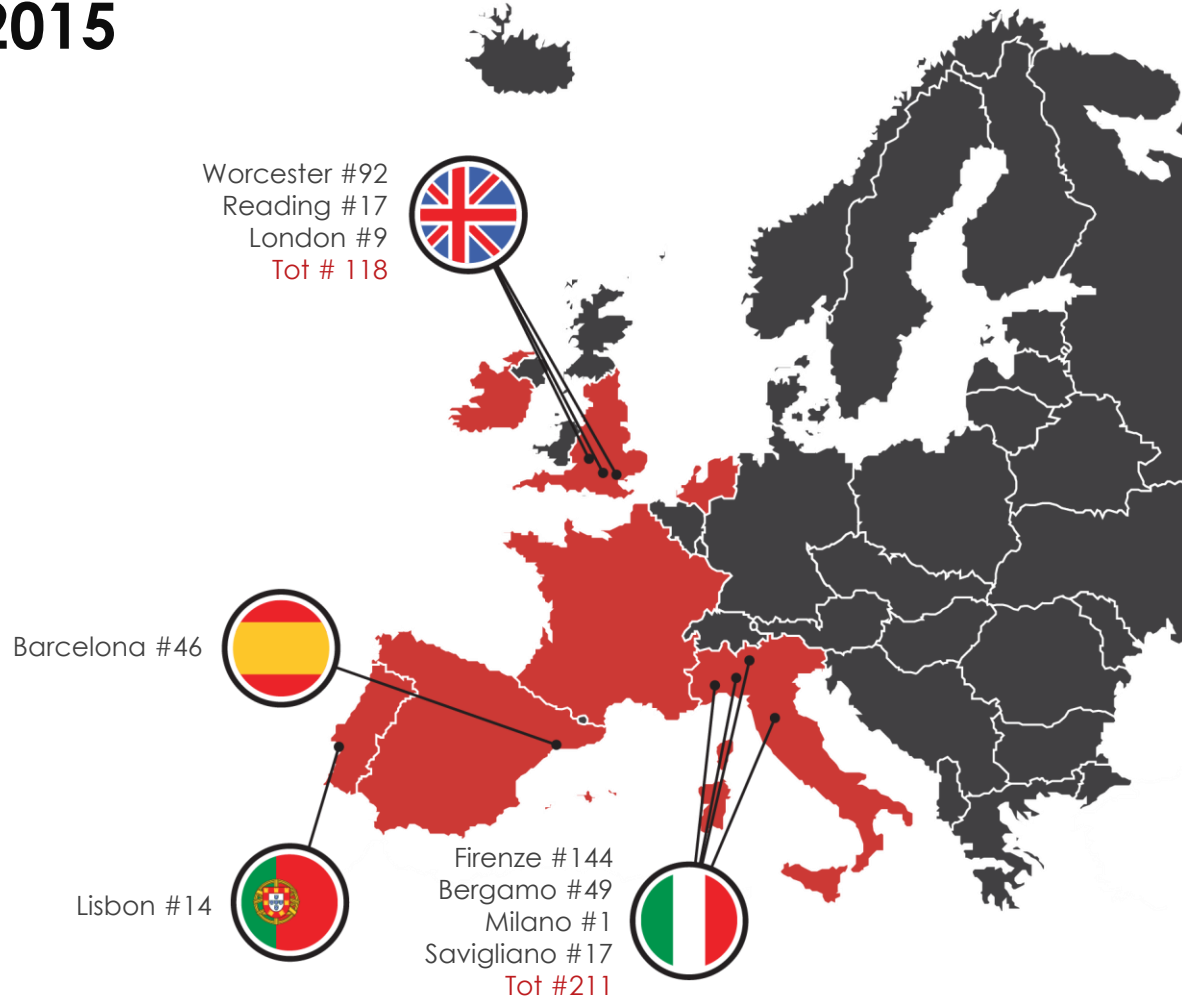 2015
Worcester #92
Reading #17
London #9
Tot # 118
Barcelona #46
Lisbon #14
Firenze #144
Bergamo #49
Milano #1
Savigliano #17
Tot #211